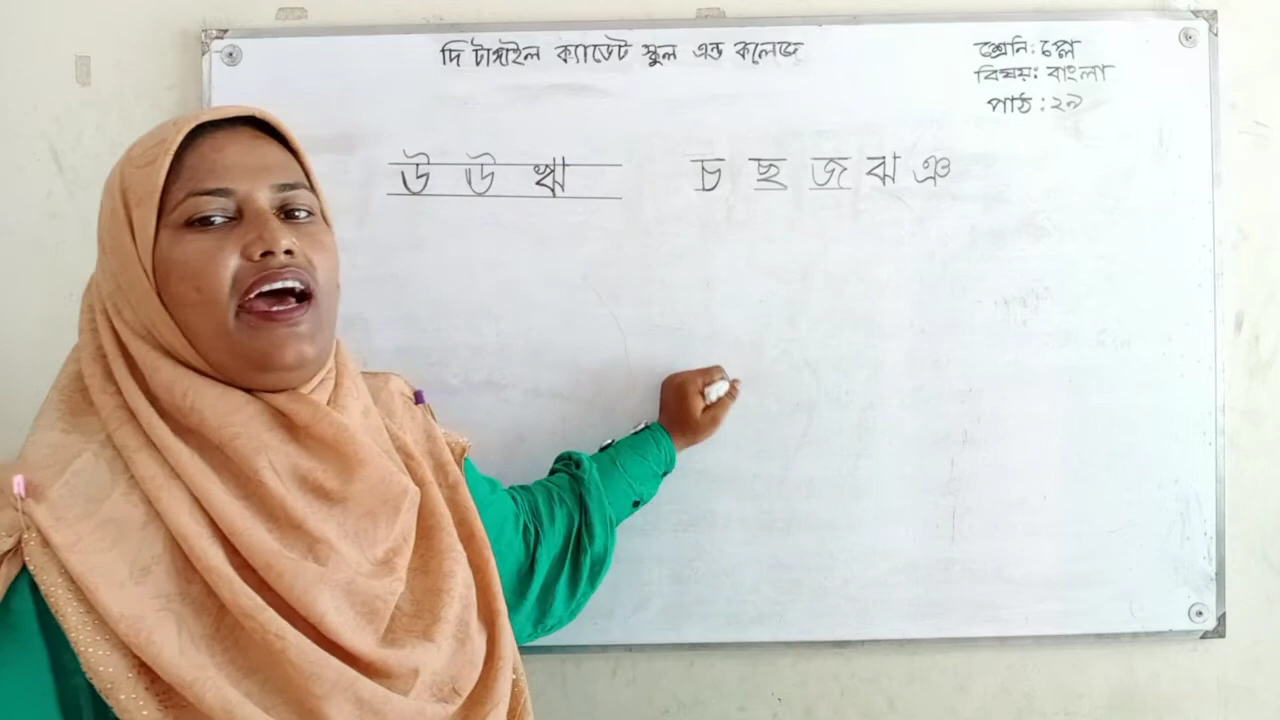 দি টাঙ্গাইল ক্যাডেট স্কুল এন্ড কলেজ
শ্রেনি: প্লে
বিষয়: বাংলা
পাঠ: ২৯
উ ঊ ঋ
চ ছ জ ঝ ঞ